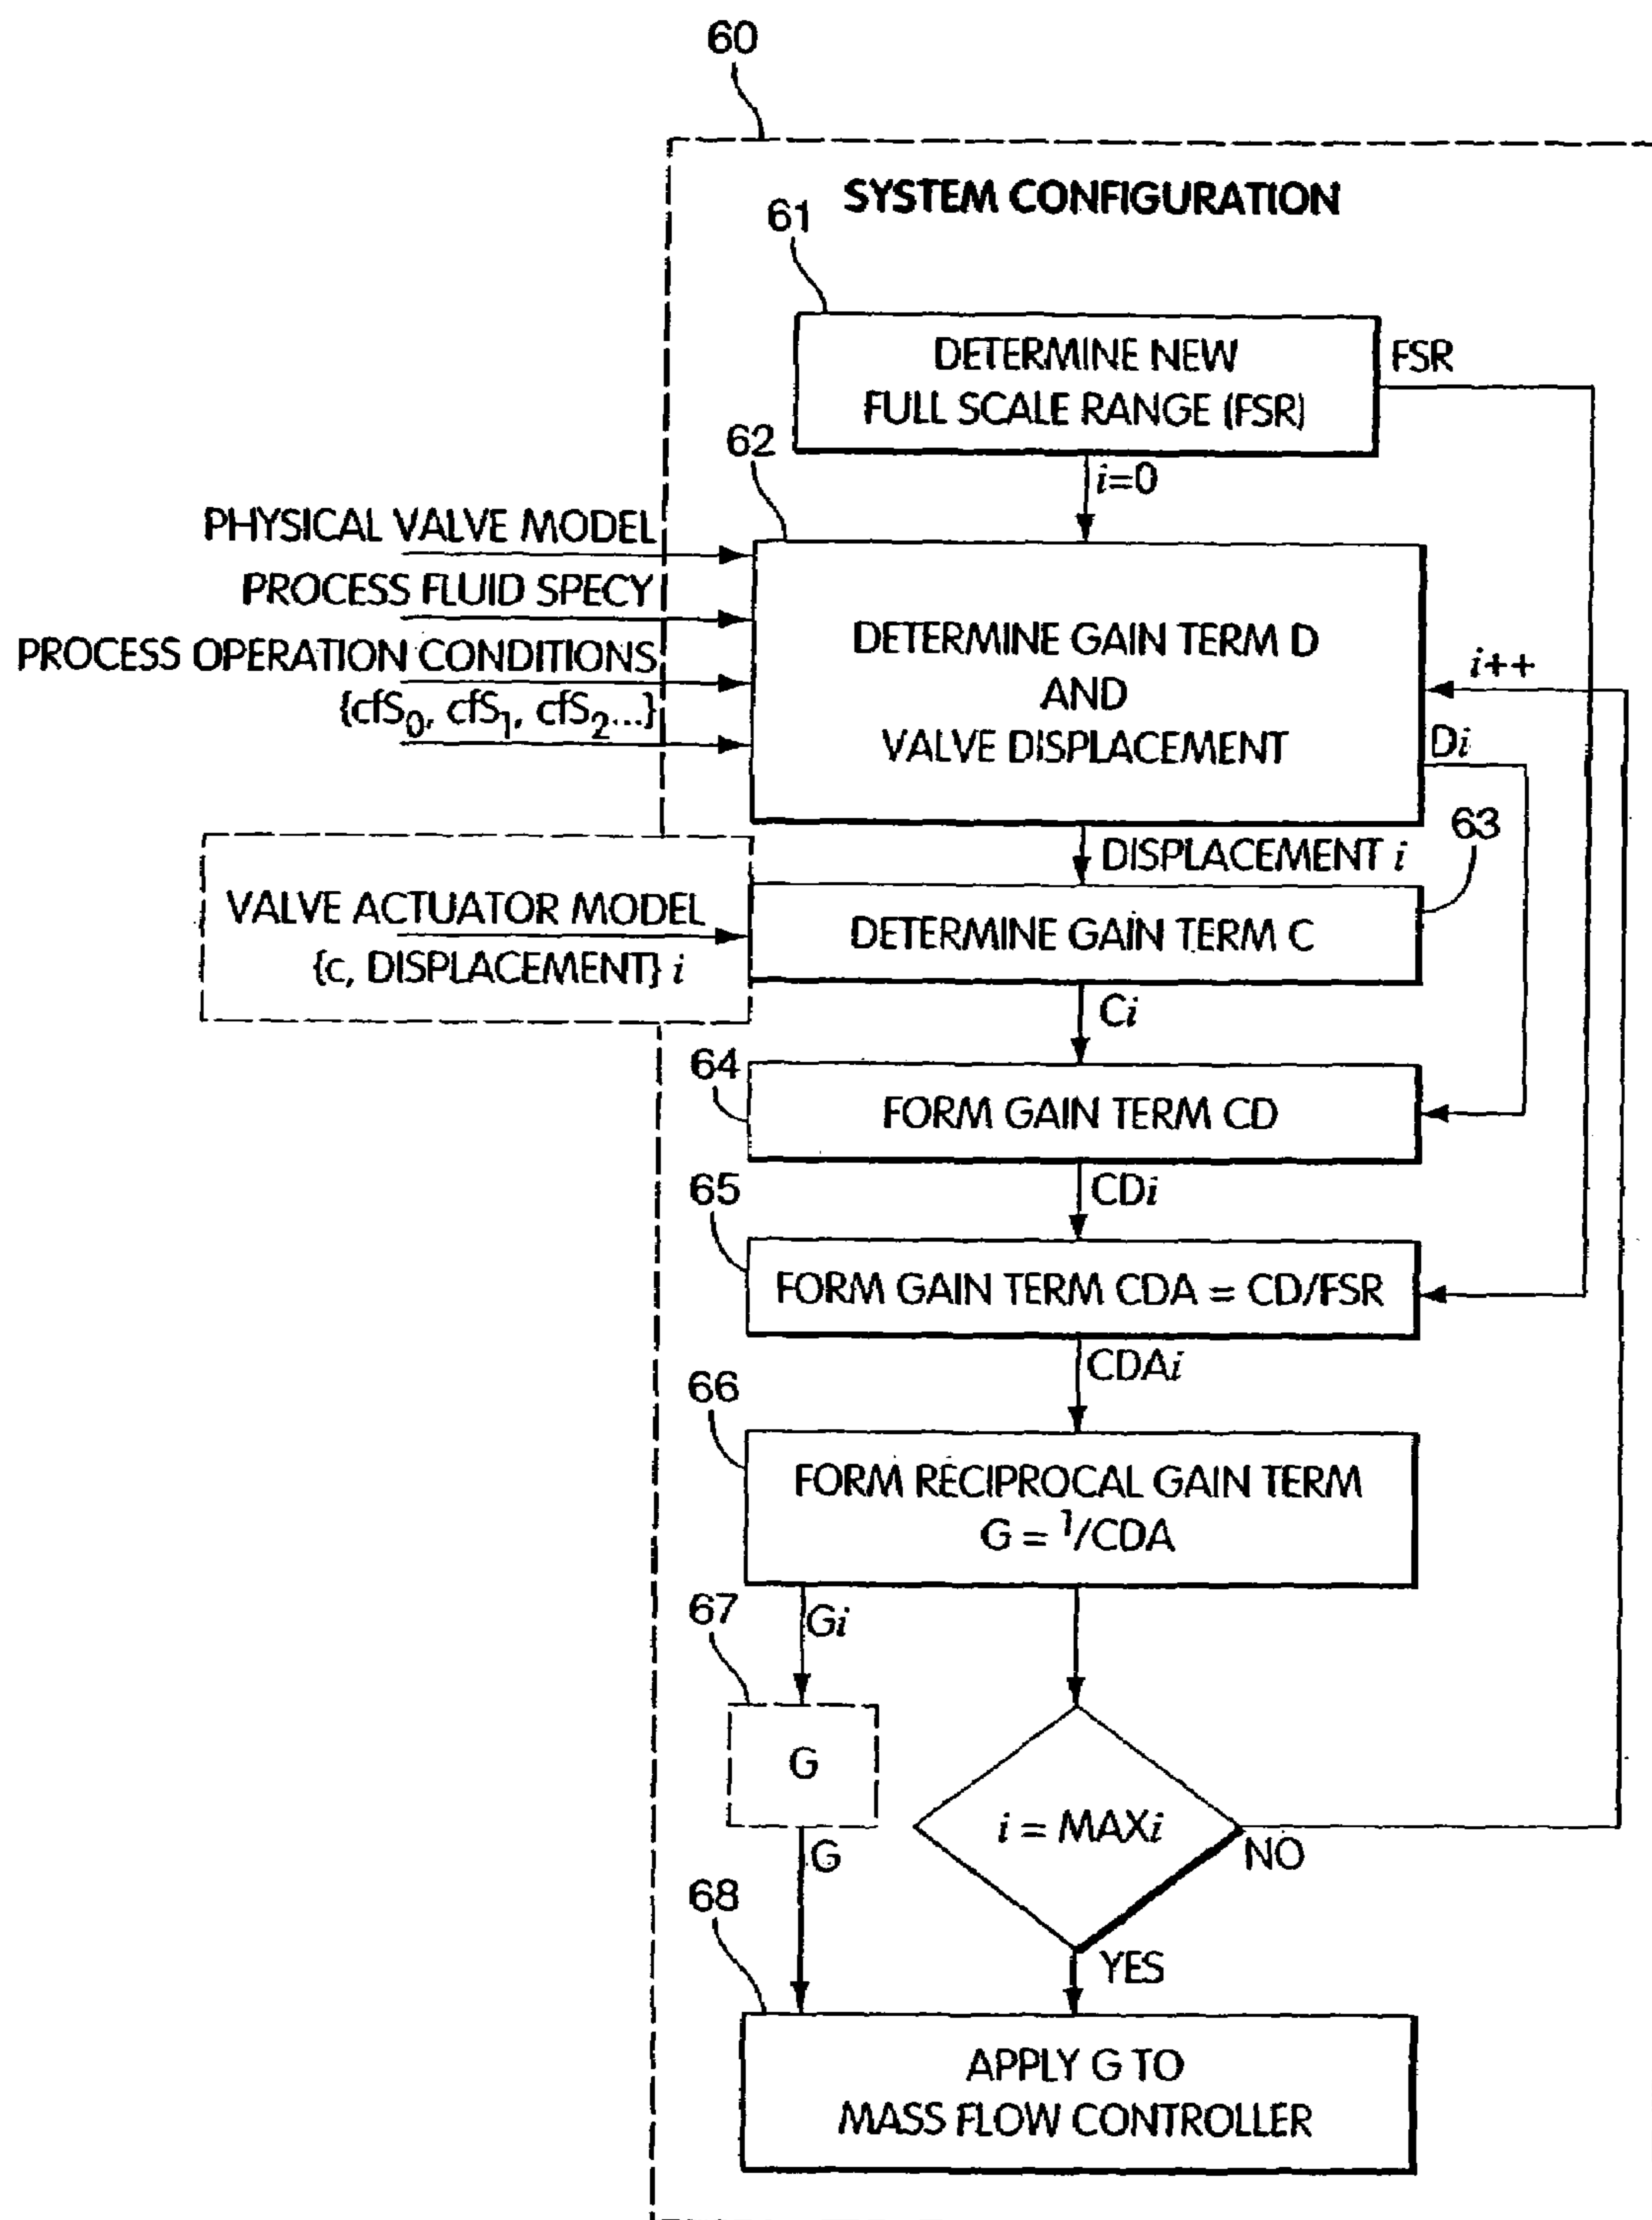 60
SYSTEM CONFIGURATION
61
DETERMINE NEW
FULL SCALE RANGE (FSR)
FSR
i=0
62
PHYSICAL VALVE MODEL
PROCESS FLUID SPECY
PROCESS OPERATION CONDITIONS
{cfS₀, cfS₁, cfS₂...}
DETERMINE GAIN TERM D
AND
VALVE DISPLACEMENT
i++
Di
63
DISPLACEMENT i
VALVE ACTUATOR MODEL
{c, DISPLACEMENT} i
DETERMINE GAIN TERM C
Ci
64
FORM GAIN TERM CD
CDi
65
FORM GAIN TERM CDA = CD/FSR
CDAi
66
FORM RECIPROCAL GAIN TERM
G = 1/CDA
Gi
67
G
i = MAXi
NO
G
YES
68
APPLY G TO
MASS FLOW CONTROLLER